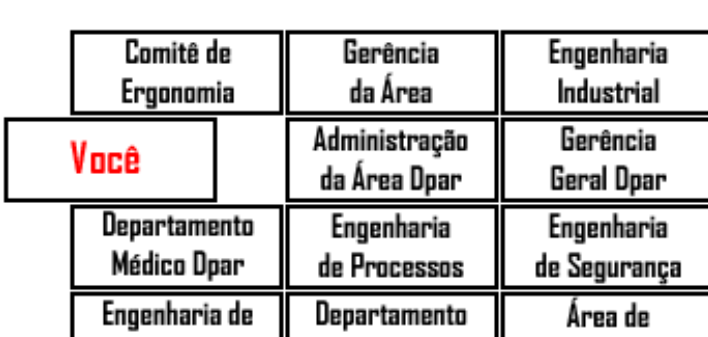 Comitê de
Ergonomia
Gerência
da Área
Engenharia
Industrial
Você
Administração
da Área Dpar
Gerência
Geral Dpar
Departamento
Médico Dpar
Engenharia
de Processos
Engenharia
de Segurança
Engenharia de
Departamento
Área de